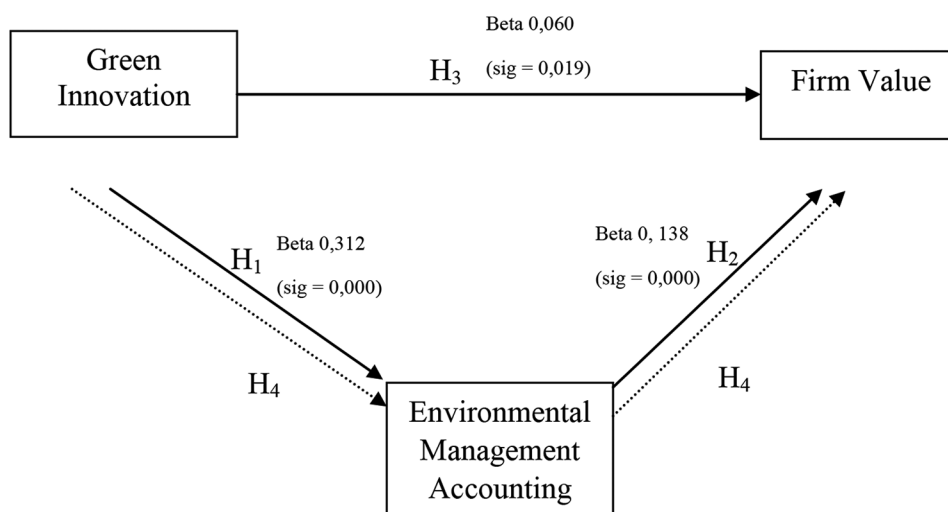 Beta 0,060
Green
Innovation
H₃
(sig = 0,019)
Firm Value
Beta 0,312
H₁
(sig = 0,000)
Beta 0, 138
H₂
(sig = 0,000)
H₄
H₄
Environmental
Management
Accounting